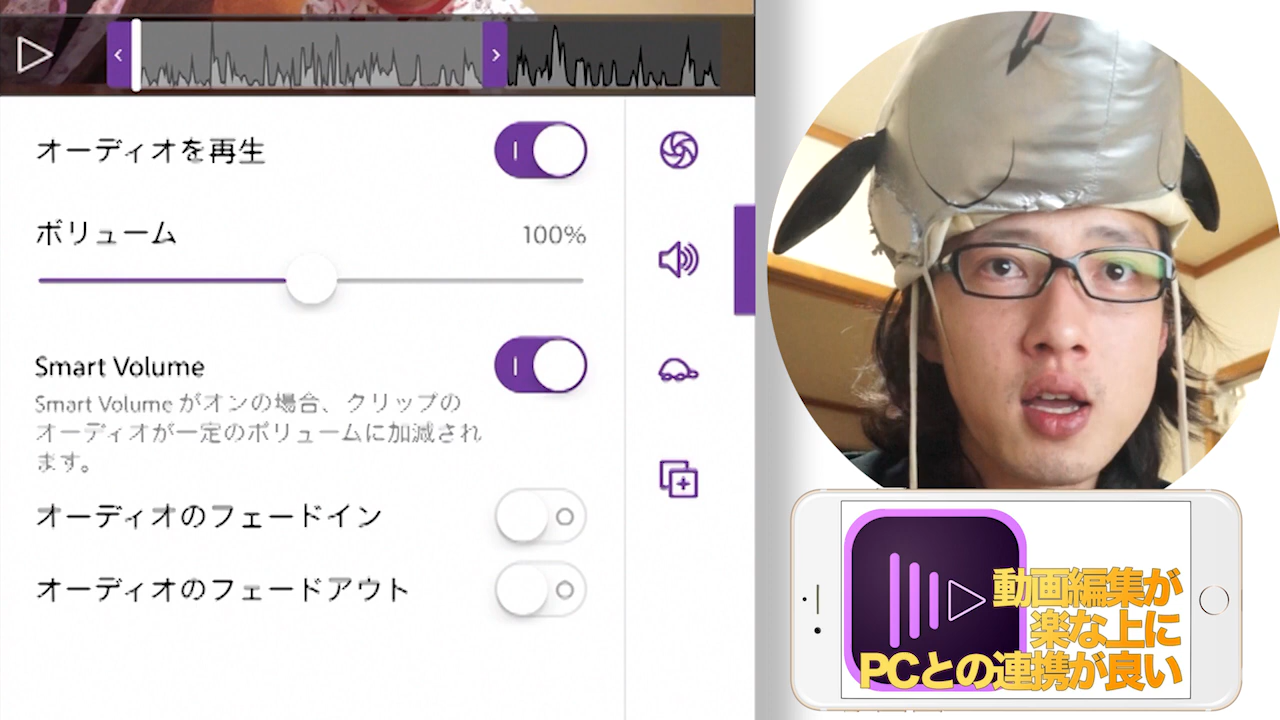 オーディオを再生
ボリューム
100%
Smart Volume
Smart Volume がオンの場合、クリップの
オーディオが一定のボリュームに加減され
ます。
オーディオのフェードイン
オーディオのフェードアウト
動画編集が
楽な上に
PCとの連携が良い